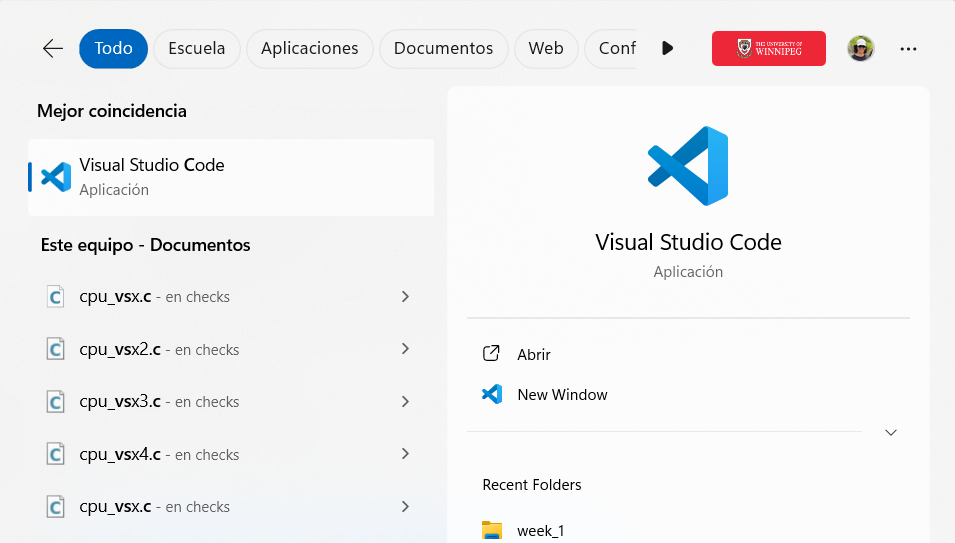 Todo
Escuela
Aplicaciones
Documentos
Web
Conf
THE UNIVERSITY OF
WINNIPEG
Mejor coincidencia
Visual Studio Code
Aplicación
Este equipo - Documentos
cpu_vsx.c - en checks
cpu_vsx2.c - en checks
cpu_vsx3.c - en checks
cpu_vsx4.c - en checks
cpu_vsx.c - en checks
Visual Studio Code
Aplicación
Abrir
New Window
Recent Folders
week_1